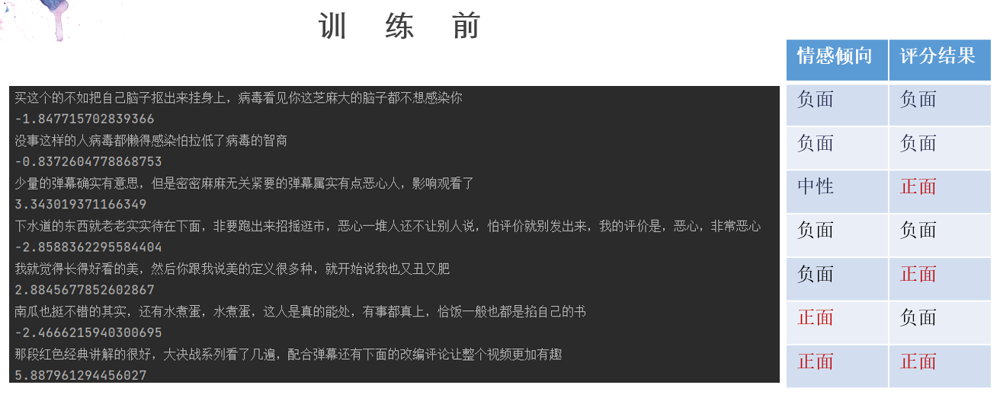 训 练 前
买这个的不如把自己脑子抠出来挂身上，病毒看见你这芝麻大的脑子都不想感染你
-1.847715702839366
没事这样的人病毒都懒得感染怕拉低了病毒的智商
-0.8372604778868753
少量的弹幕确实有意思，但是密密麻麻无关紧要的弹幕属实有点恶心人，影响观看了
3.343019371166349
下水道的东西就老老实实待在下面，非要跑出来招摇逛市，恶心一堆人还不让别人说，怕评价就别发出来，我的评价是，恶心，非常恶心
-2.8588362295584404
我就觉得长得好看的美，然后你跟我说美的定义很多种，就开始说我也又丑又肥
2.8845677852602867
南瓜也挺不错的其实，还有水煮蛋，水煮蛋，这人是真的能处，有事都真上，恰饭一般也都是掐自己的书
-2.4666215940300695
那段红色经典讲解的很好，大决战系列看了几遍，配合弹幕还有下面的改编评论让整个视频更加有趣
5.887961294456027
情感倾向 评分结果
负面 负面
负面 负面
中性 正面
负面 负面
负面 正面
正面 负面
正面 正面